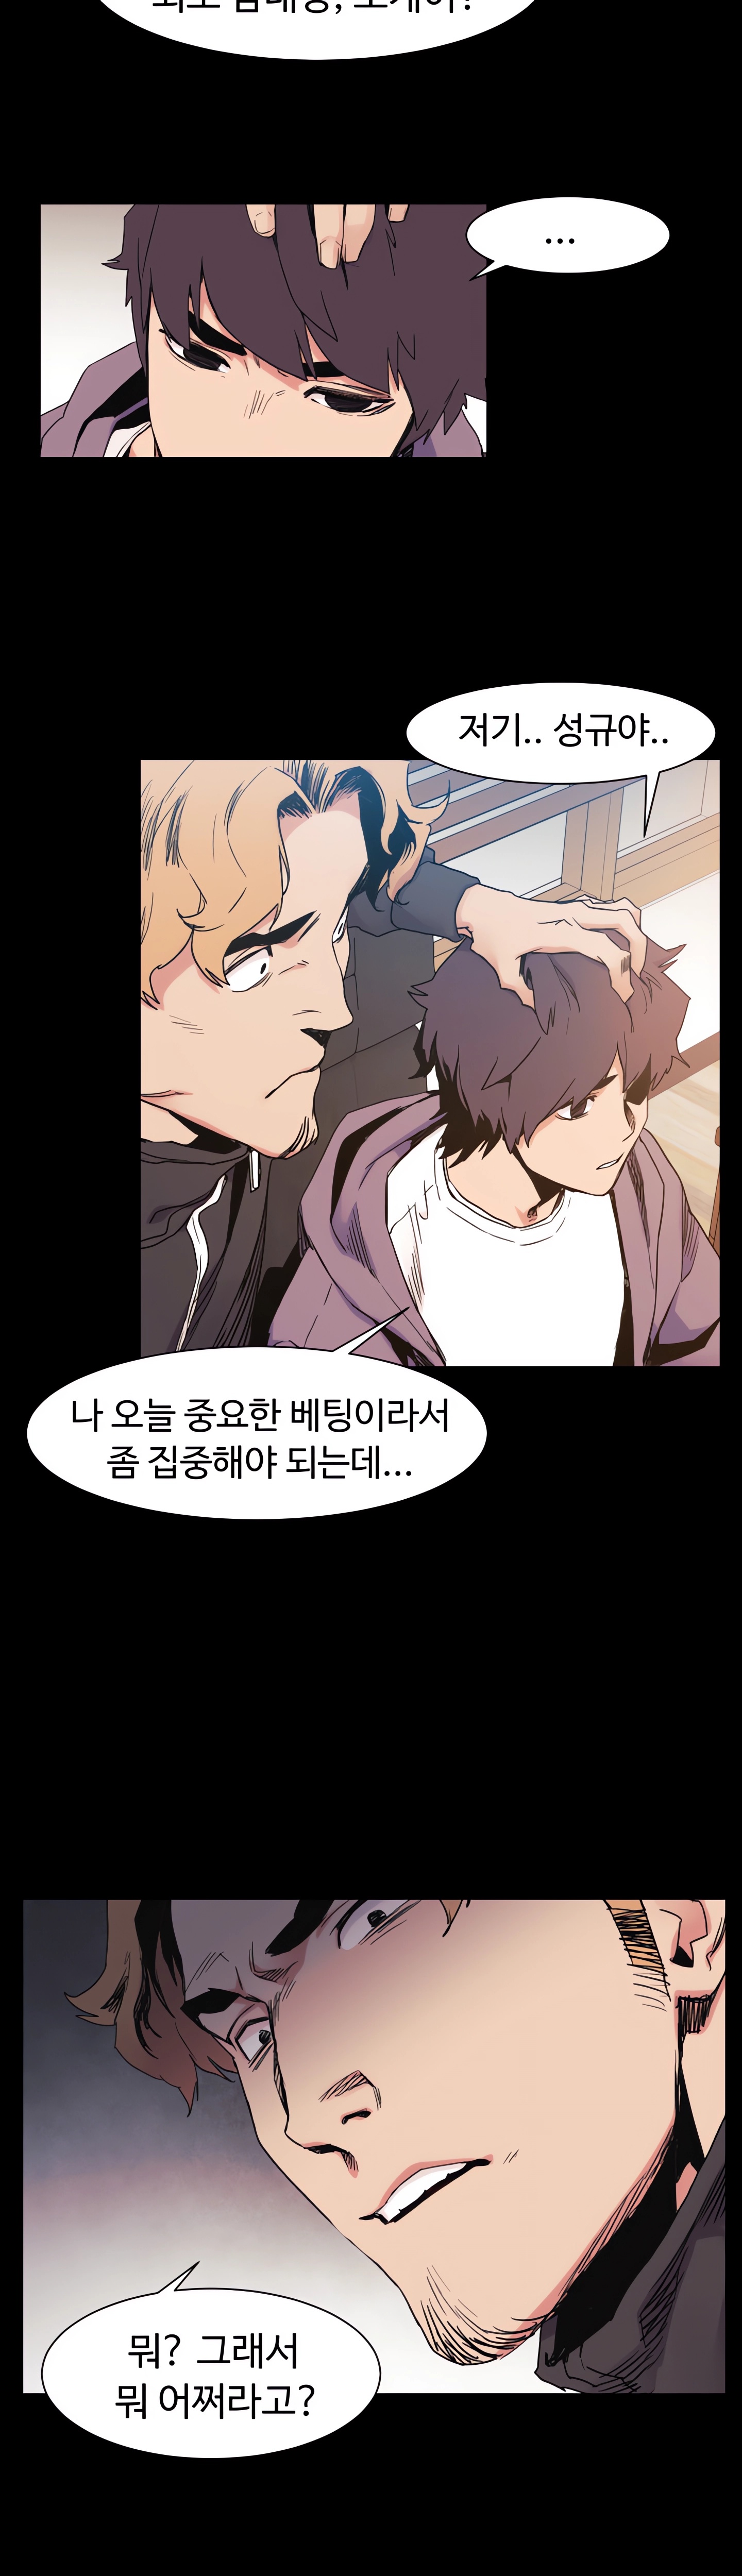 ...
저기.. 성규야..
나 오늘 중요한 베팅이라서
좀 집중해야 되는데...
뭐? 그래서
뭐 어쩌라고?